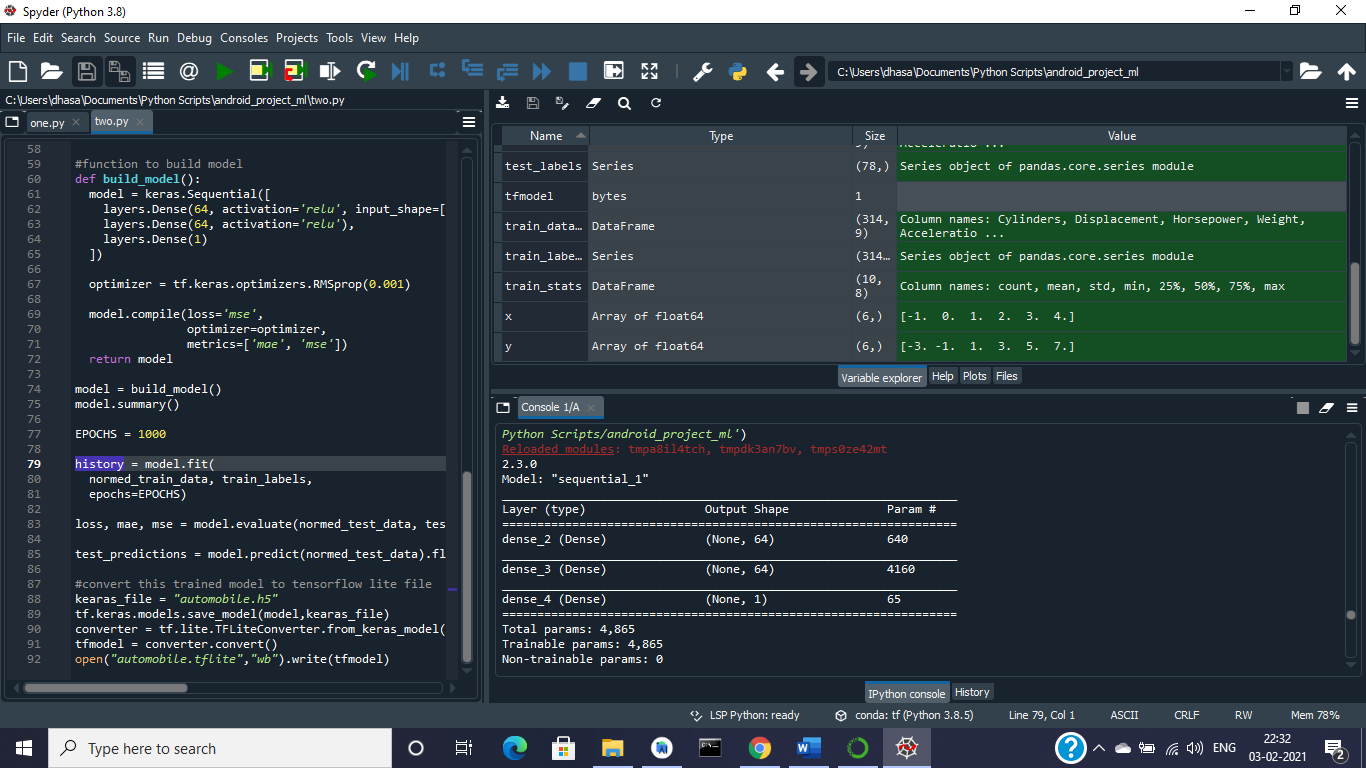 Spyder (Python 3.8)
File Edit Search Source Run Debug Consoles Projects Tools View Help
C:\Users\dhasa\Documents\Python Scripts\android_project_ml
C:\Users\dhasa\Documents\Python Scripts\android_project_ml\two.py
one.py two.py
58
59 #function to build model
60 def build_model():
61 model = keras.Sequential([
62 layers.Dense(64, activation='relu', input_shape=[
63 layers.Dense(64, activation='relu'),
64 layers.Dense(1)
65 ])
66
67 optimizer = tf.keras.optimizers.RMSprop(0.001)
68
69 model.compile(loss='mse',
70 optimizer=optimizer,
71 metrics=['mae', 'mse'])
72 return model
73
74 model = build_model()
75 model.summary()
76
77 EPOCHS = 1000
78
79 history = model.fit(
80 normed_train_data, train_labels,
81 epochs=EPOCHS)
82
83 loss, mae, mse = model.evaluate(normed_test_data, tes
84
85 test_predictions = model.predict(normed_test_data).fl
86
87 #convert this trained model to tensorflow lite file
88 kearas_file = "automobile.h5"
89 tf.keras.models.save_model(model,kearas_file)
90 converter = tf.lite.TFLiteConverter.from_keras_model(
91 tfmodel = converter.convert()
92 open("automobile.tflite","wb").write(tfmodel)
Name Type Size Value
test_labels Series (78,) Series object of pandas.core.series module
tfmodel bytes 1
train_data… DataFrame (314, 9) Column names: Cylinders, Displacement, Horsepower, Weight,
Acceleratio ...
train_labe… Series (314… Series object of pandas.core.series module
train_stats DataFrame (10, 8) Column names: count, mean, std, min, 25%, 50%, 75%, max
x Array of float64 (6,) [-1. 0. 1. 2. 3. 4.]
y Array of float64 (6,) [-3. -1. 1. 3. 5. 7.]
Variable explorer Help Plots Files
Console 1/A
Python Scripts/android_project_ml')
Reloaded modules: tmpa8il4tch, tmpdk3an7bv, tmps0ze42mt
2.3.0
Model: "sequential_1"
Layer (type) Output Shape Param #
dense_2 (Dense) (None, 64) 640
dense_3 (Dense) (None, 64) 4160
dense_4 (Dense) (None, 1) 65
Total params: 4,865
Trainable params: 4,865
Non-trainable params: 0
IPython console History
LSP Python: ready conda: tf (Python 3.8.5) Line 79, Col 1 ASCII CRLF RW Mem 78%
Type here to search
ENG
22:32
03-02-2021
2